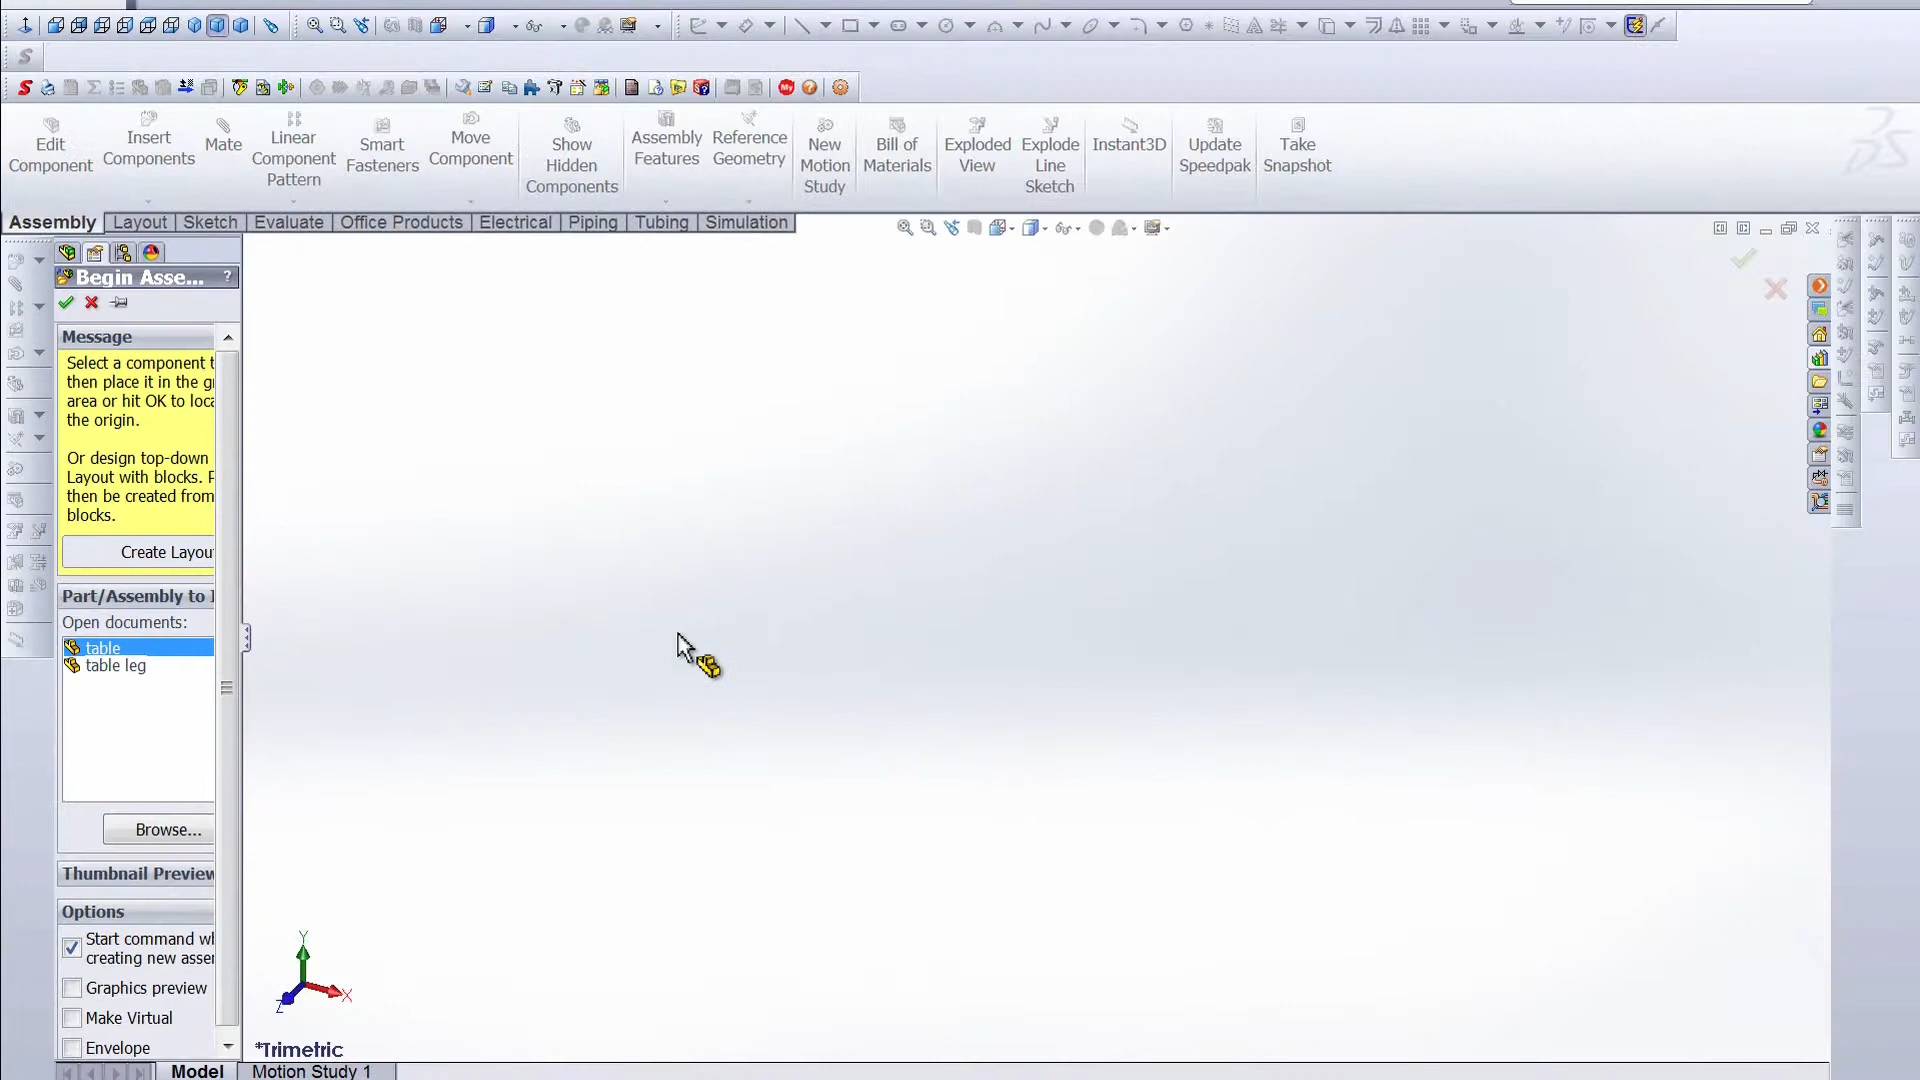 Edit
Component
Insert
Components
Mate
Linear
Component
Pattern
Smart
Fasteners
Move
Component
Show
Hidden
Components
Assembly
Features
Reference
Geometry
New
Motion
Study
Bill of
Materials
Exploded
View
Explode
Line
Sketch
Instant3D
Update
Speedpak
Take
Snapshot
Assembly Layout Sketch Evaluate Office Products Electrical Piping Tubing Simulation
Begin Asse... ?
Message
Select a component t
then place it in the gr
area or hit OK to loca
the origin.
Or design top-down
Layout with blocks. P
then be created from
blocks.
Create Layou
Part/Assembly to I
Open documents:
table
table leg
Browse...
Thumbnail Preview
Options
Start command wh
creating new asser
Graphics preview
Make Virtual
Envelope
Y
X
Z
*Trimetric
Model Motion Study 1